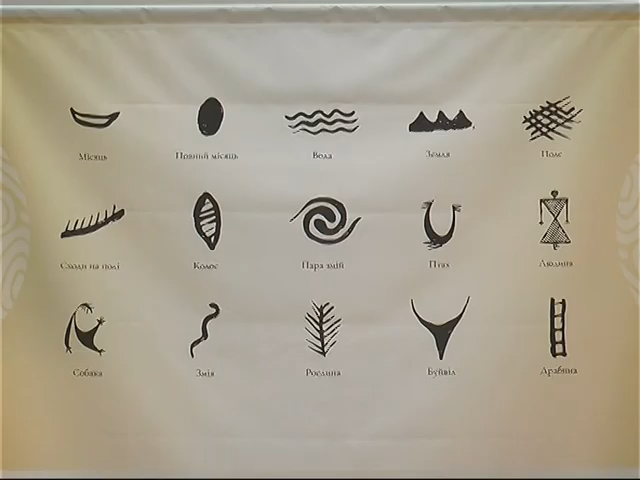 Місяць
Повний місяць
Вода
Земля
Поле
Сходи на полі
Колос
Пара змій
Птах
Людина
Собака
Змія
Рослина
Буйвіл
Драбина